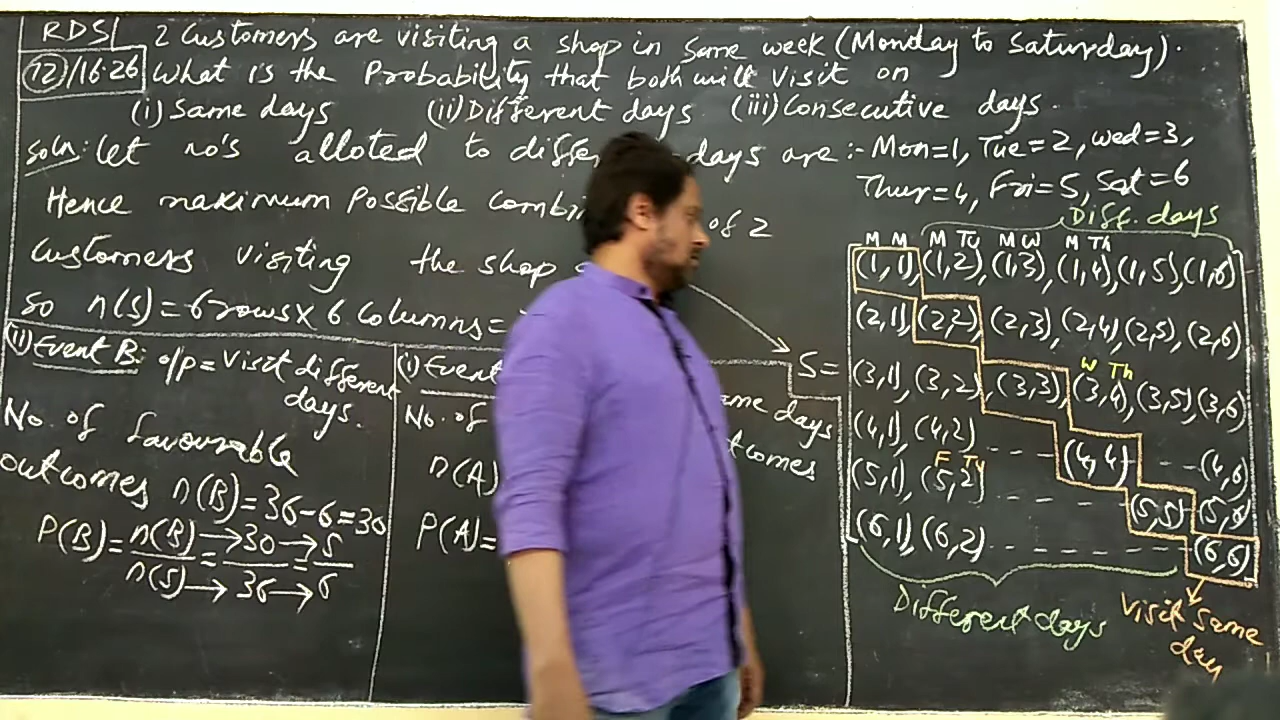 RDS 2 Customers are visiting a shop in same week (Monday to Saturday).
12/16.26 What is the Probability that both will visit on
(i) Same days (ii) Different days (iii) Consecutive days.
Soln: Let no's alloted to days are :- Mon=1, Tue=2, wed=3,
Thur=4, Fri=5, Sat=6
Hence maximum Possible of 2
Diff. days
Customers visiting the shop
M M M Tu M W M Th
(1,1) (1,2), (1,3), (1,4), (1,5), (1,6)
So n(S) = 6 rows × 6 Columns =
(2,1), (2,2), (2,3), (2,4), (2,5), (2,6)
S=
W Th
(3,1), (3,2), (3,3), (3,4), (3,5), (3,6)
(4,1), (4,2) - - - (4,4) - - - (4,6)
F Tu
(5,1), (5,2) - - - - (5,5) (5,6)
(6,1), (6,2) - - - - - - - (6,6)
Different days
Visit Same
day
(ii) Event B: o/p = Visit different
days.
No. of favourable
outcomes n(B) = 36-6 = 30
P(B) = n(B) → 30 → 5
n(S) → 36 → 6
(i) Event
days
No. of
n(A)
P(A) =